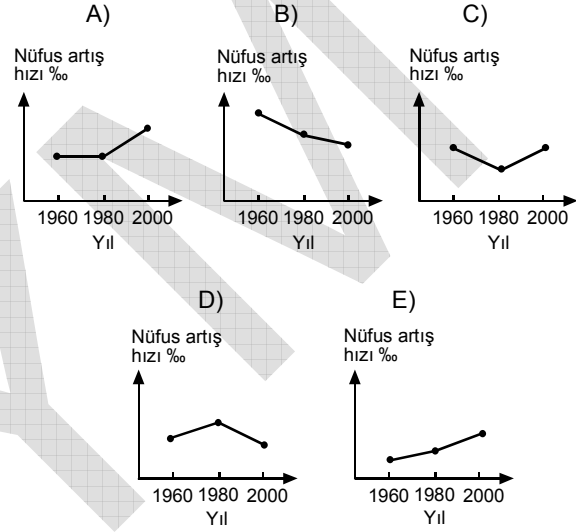 A)
Nüfus artış
hızı ‰
1960 1980 2000
Yıl
B)
Nüfus artış
hızı ‰
1960 1980 2000
Yıl
C)
Nüfus artış
hızı ‰
1960 1980 2000
Yıl
D)
Nüfus artış
hızı ‰
1960 1980 2000
Yıl
E)
Nüfus artış
hızı ‰
1960 1980 2000
Yıl